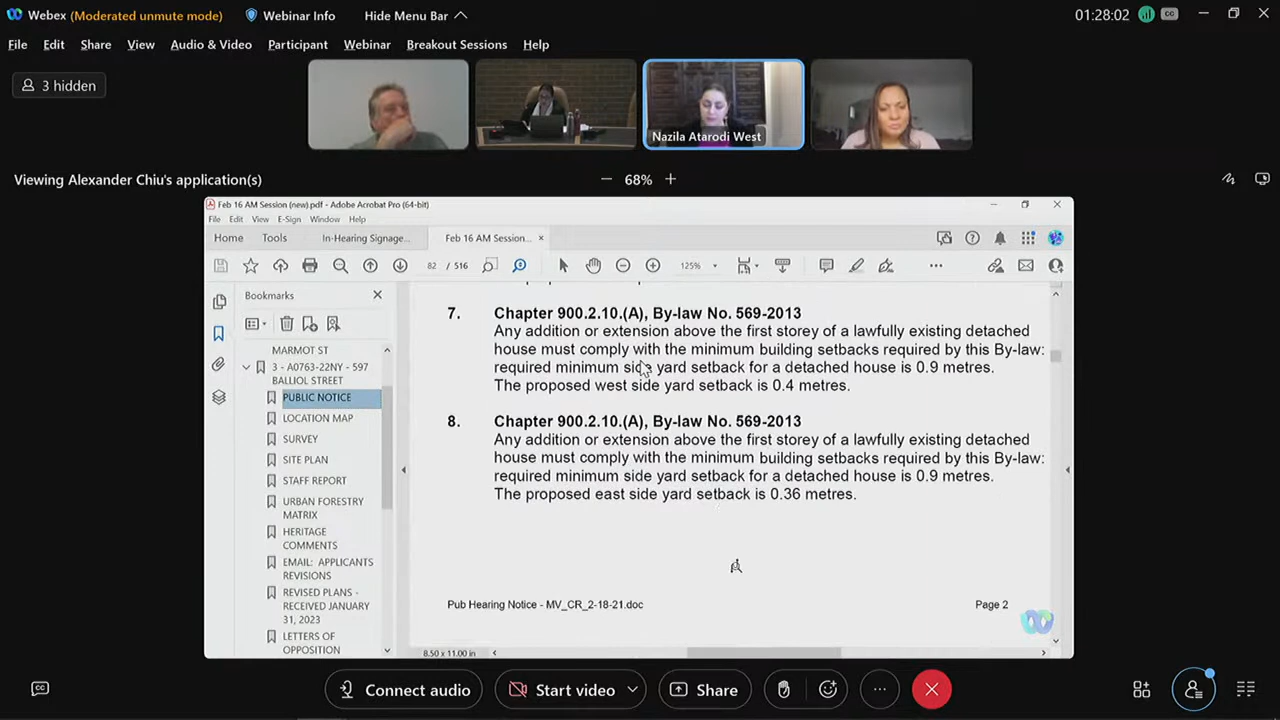 Webex (Moderated unmute mode) Webinar Info Hide Menu Bar 01:28:02 CC
File Edit Share View Audio & Video Participant Webinar Breakout Sessions Help
3 hidden
Nazila Atarodi West
Viewing Alexander Chiu's application(s) 68%
Feb 16 AM Session (new).pdf - Adobe Acrobat Pro (64-bit)
File Edit View E-Sign Window Help
Home Tools In-Hearing Signage... Feb 16 AM Session...
82 / 516 125%
Bookmarks
MARMOT ST
3 - A0763-22NY - 597
BALLIOL STREET
PUBLIC NOTICE
LOCATION MAP
SURVEY
SITE PLAN
STAFF REPORT
URBAN FORESTRY
MATRIX
HERITAGE
COMMENTS
EMAIL: APPLICANTS
REVISIONS
REVISED PLANS -
RECEIVED JANUARY
31, 2023
LETTERS OF
OPPOSITION
7. Chapter 900.2.10.(A), By-law No. 569-2013
Any addition or extension above the first storey of a lawfully existing detached
house must comply with the minimum building setbacks required by this By-law:
required minimum side yard setback for a detached house is 0.9 metres.
The proposed west side yard setback is 0.4 metres.
8. Chapter 900.2.10.(A), By-law No. 569-2013
Any addition or extension above the first storey of a lawfully existing detached
house must comply with the minimum building setbacks required by this By-law:
required minimum side yard setback for a detached house is 0.9 metres.
The proposed east side yard setback is 0.36 metres.
Pub Hearing Notice - MV_CR_2-18-21.doc Page 2
8.50 x 11.00 in
CC Connect audio Start video Share